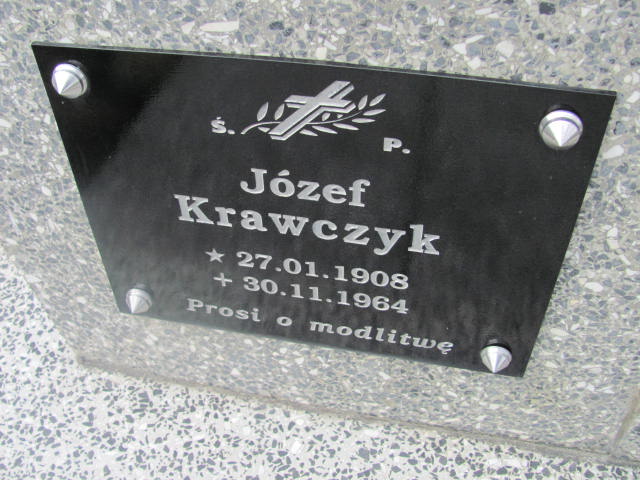 Ś. P.
Józef
Krawczyk
★ 27.01.1908
+ 30.11.1964
Prosi o modlitwę